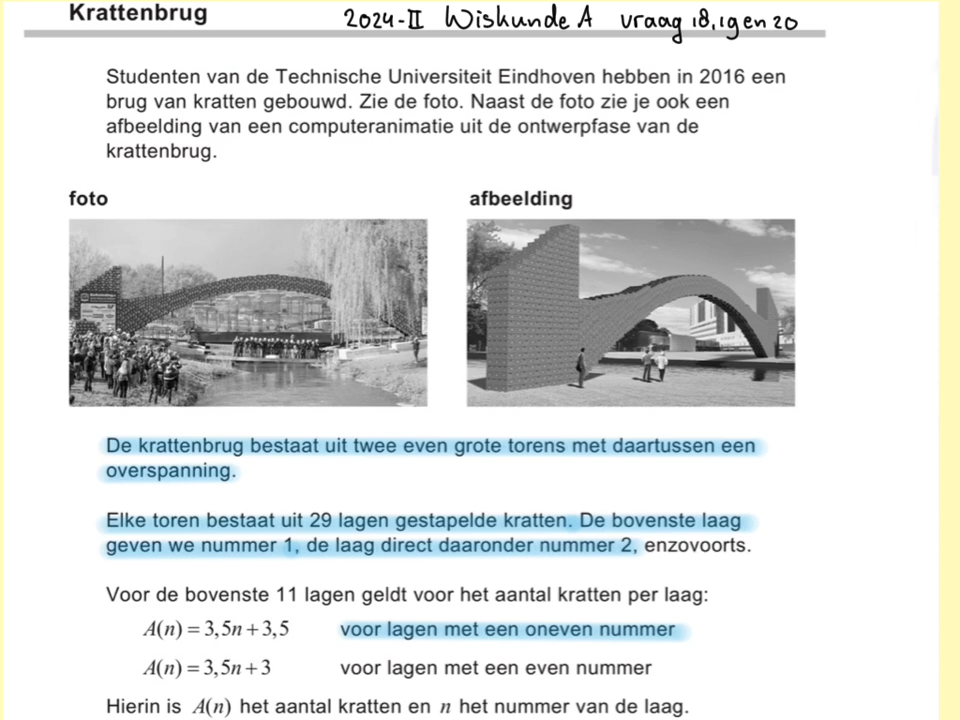 Krattenbrug
2024-II Wiskunde A vraag 18, 19 en 20
Studenten van de Technische Universiteit Eindhoven hebben in 2016 een
brug van kratten gebouwd. Zie de foto. Naast de foto zie je ook een
afbeelding van een computeranimatie uit de ontwerpfase van de
krattenbrug.
foto
afbeelding
De krattenbrug bestaat uit twee even grote torens met daartussen een
overspanning.
Elke toren bestaat uit 29 lagen gestapelde kratten. De bovenste laag
geven we nummer 1, de laag direct daaronder nummer 2, enzovoorts.
Voor de bovenste 11 lagen geldt voor het aantal kratten per laag:
A(n) = 3,5n + 3,5 voor lagen met een oneven nummer
A(n) = 3,5n + 3 voor lagen met een even nummer
Hierin is A(n) het aantal kratten en n het nummer van de laag.